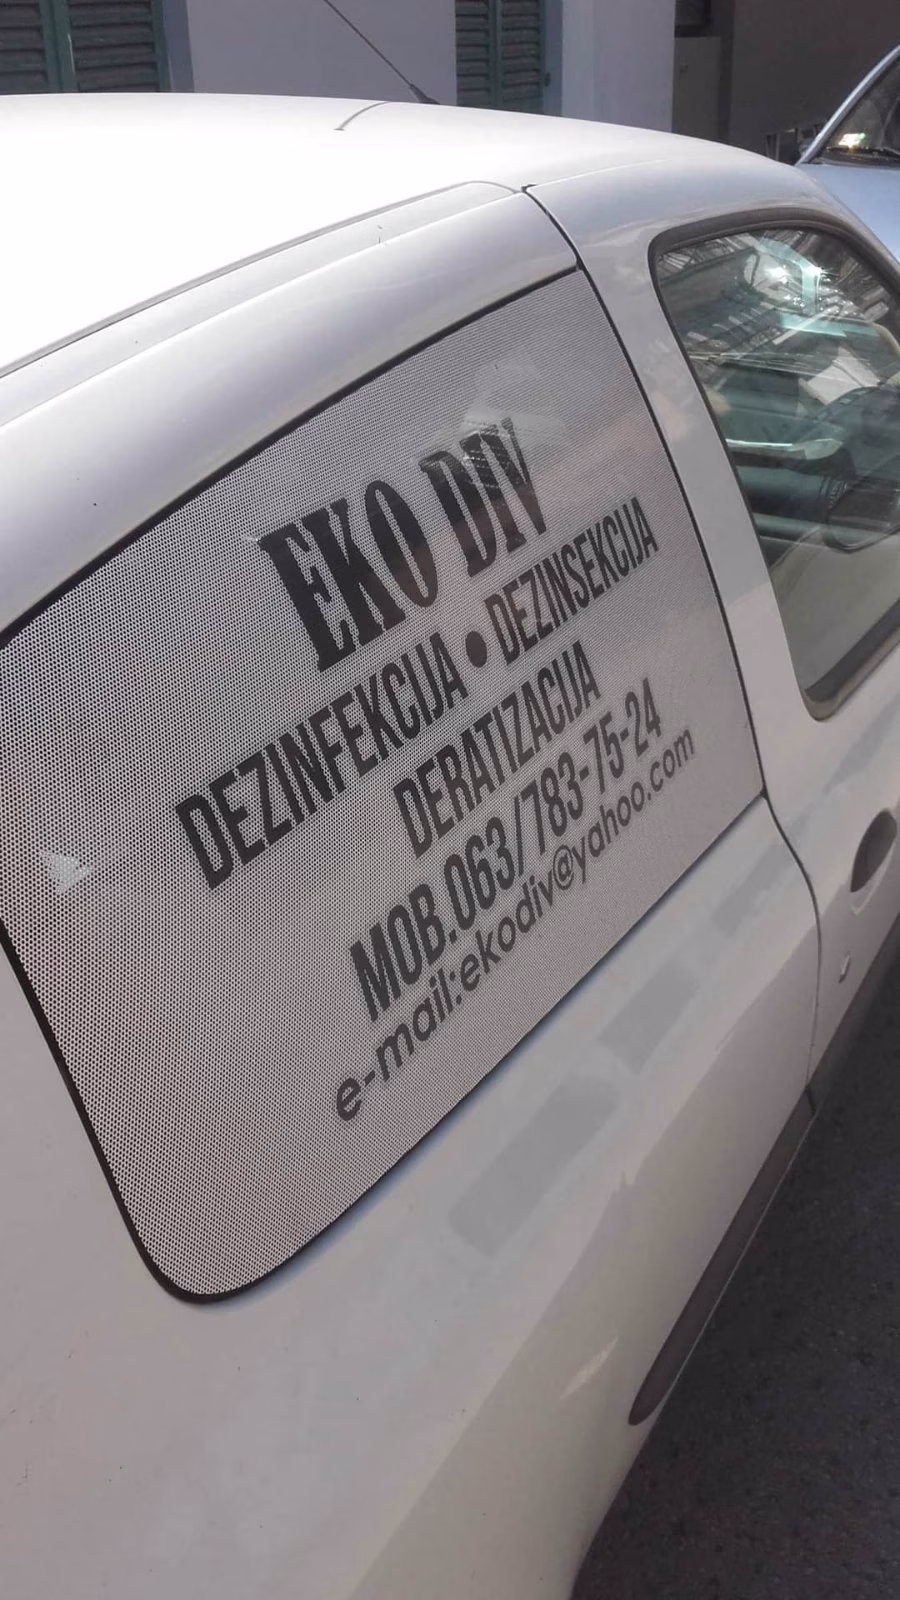 EKO DIV
DEZINFEKCIJA • DEZINSEKCIJA
DERATIZACIJA
MOB.063/783-75-24
e-mail:ekodiv@yahoo.com